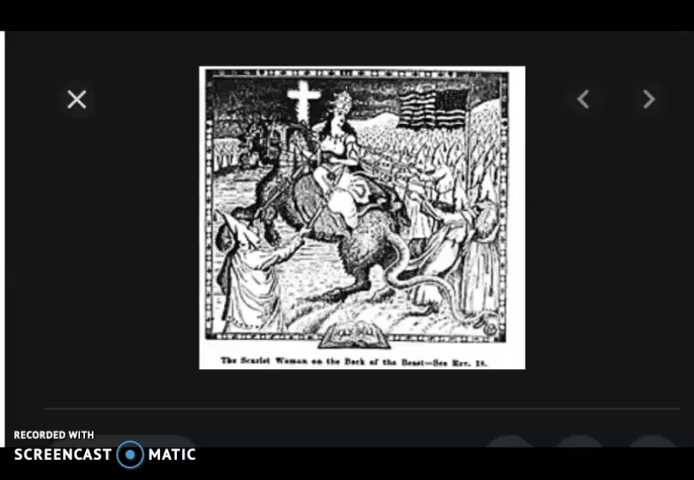 The Scarlet Woman on the Back of the Beast—See Rev. 18.
RECORDED WITH
SCREENCAST MATIC